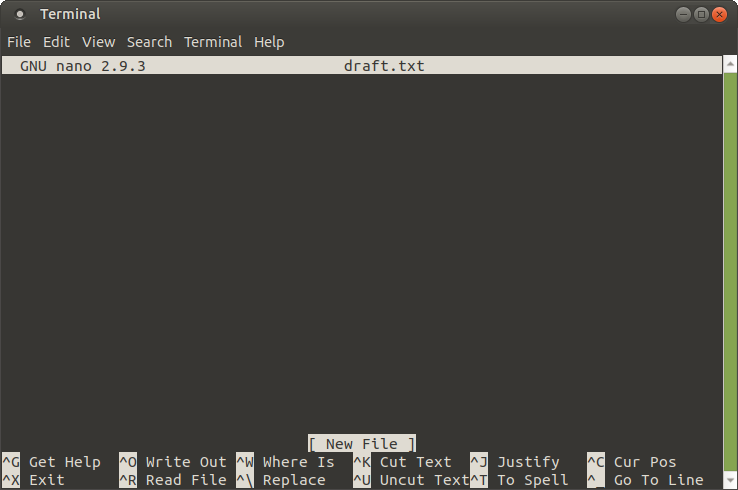 Terminal
File Edit View Search Terminal Help
GNU nano 2.9.3 draft.txt
[ New File ]
^G Get Help ^O Write Out ^W Where Is ^K Cut Text ^J Justify ^C Cur Pos
^X Exit ^R Read File ^\ Replace ^U Uncut Text ^T To Spell ^_ Go To Line